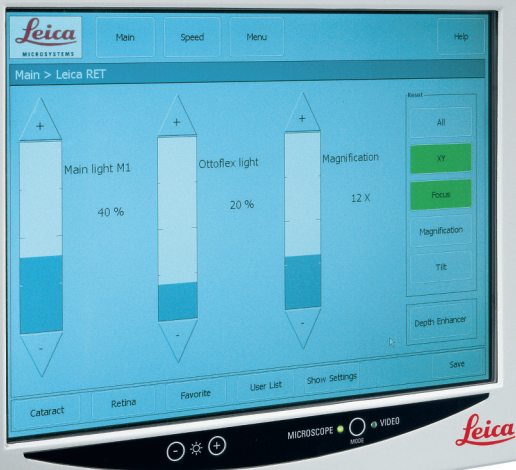 Leica
MICROSYSTEMS
Main
Speed
Menu
Help
Main > Leica RET
Reset
+
+
+
All
Main light M1
Ottoflex light
Magnification
XY
40 %
20 %
12 X
Focus
Magnification
Tilt
Depth Enhancer
-
-
-
Cataract
Retina
Favorite
User List
Show Settings
Save
- +
MICROSCOPE
MODE
VIDEO
Leica